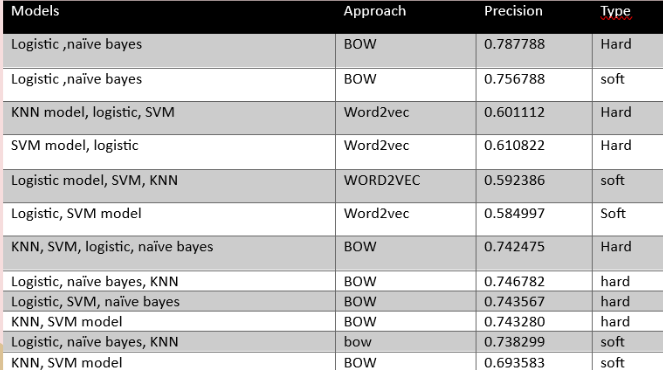 Models Approach Precision Type
Logistic ,naïve bayes BOW 0.787788 Hard
Logistic ,naïve bayes BOW 0.756788 soft
KNN model, logistic, SVM Word2vec 0.601112 Hard
SVM model, logistic Word2vec 0.610822 Hard
Logistic model, SVM, KNN WORD2VEC 0.592386 soft
Logistic, SVM model Word2vec 0.584997 Soft
KNN, SVM, logistic, naïve bayes BOW 0.742475 Hard
Logistic, naïve bayes, KNN BOW 0.746782 hard
Logistic, SVM, naïve bayes BOW 0.743567 hard
KNN, SVM model BOW 0.743280 hard
Logistic, naïve bayes, KNN bow 0.738299 soft
KNN, SVM model BOW 0.693583 soft